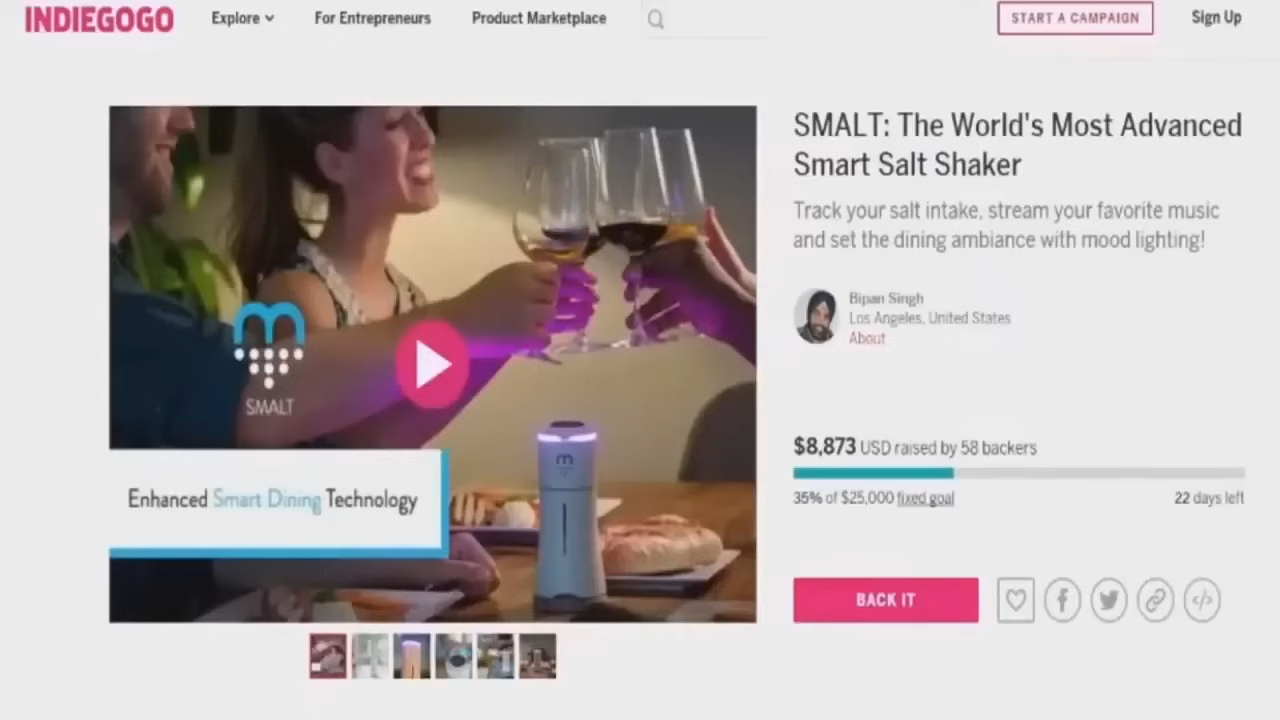 INDIEGOGO
Explore
For Entrepreneurs
Product Marketplace
START A CAMPAIGN
Sign Up
SMALT: The World's Most Advanced
Smart Salt Shaker
Track your salt intake, stream your favorite music
and set the dining ambiance with mood lighting!
Bipan Singh
Los Angeles, United States
About
SMALT
m
Enhanced Smart Dining Technology
$8,873 USD raised by 58 backers
35% of $25,000 fixed goal
22 days left
BACK IT